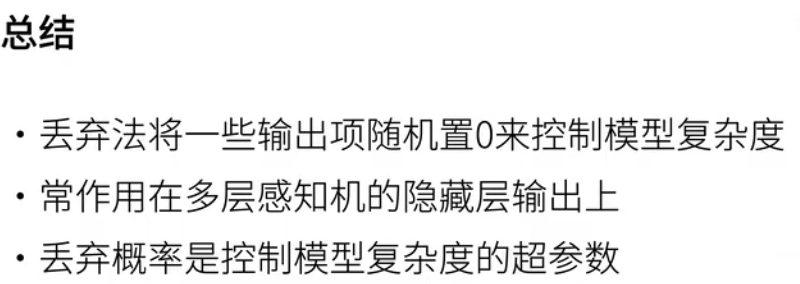 总结
• 丢弃法将一些输出项随机置0来控制模型复杂度
• 常作用在多层感知机的隐藏层输出上
• 丢弃概率是控制模型复杂度的超参数